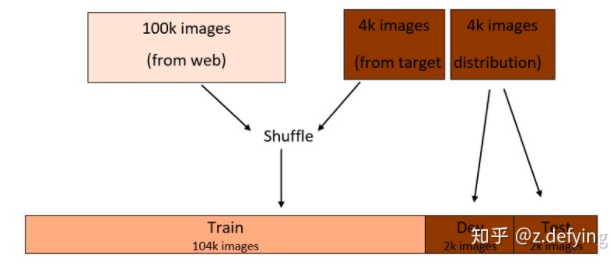 100k images
(from web)
4k images
(from target
4k images
distribution)
Shuffle
Train
104k images
Dev
2k images
Test
2k images
知乎 @z.defying